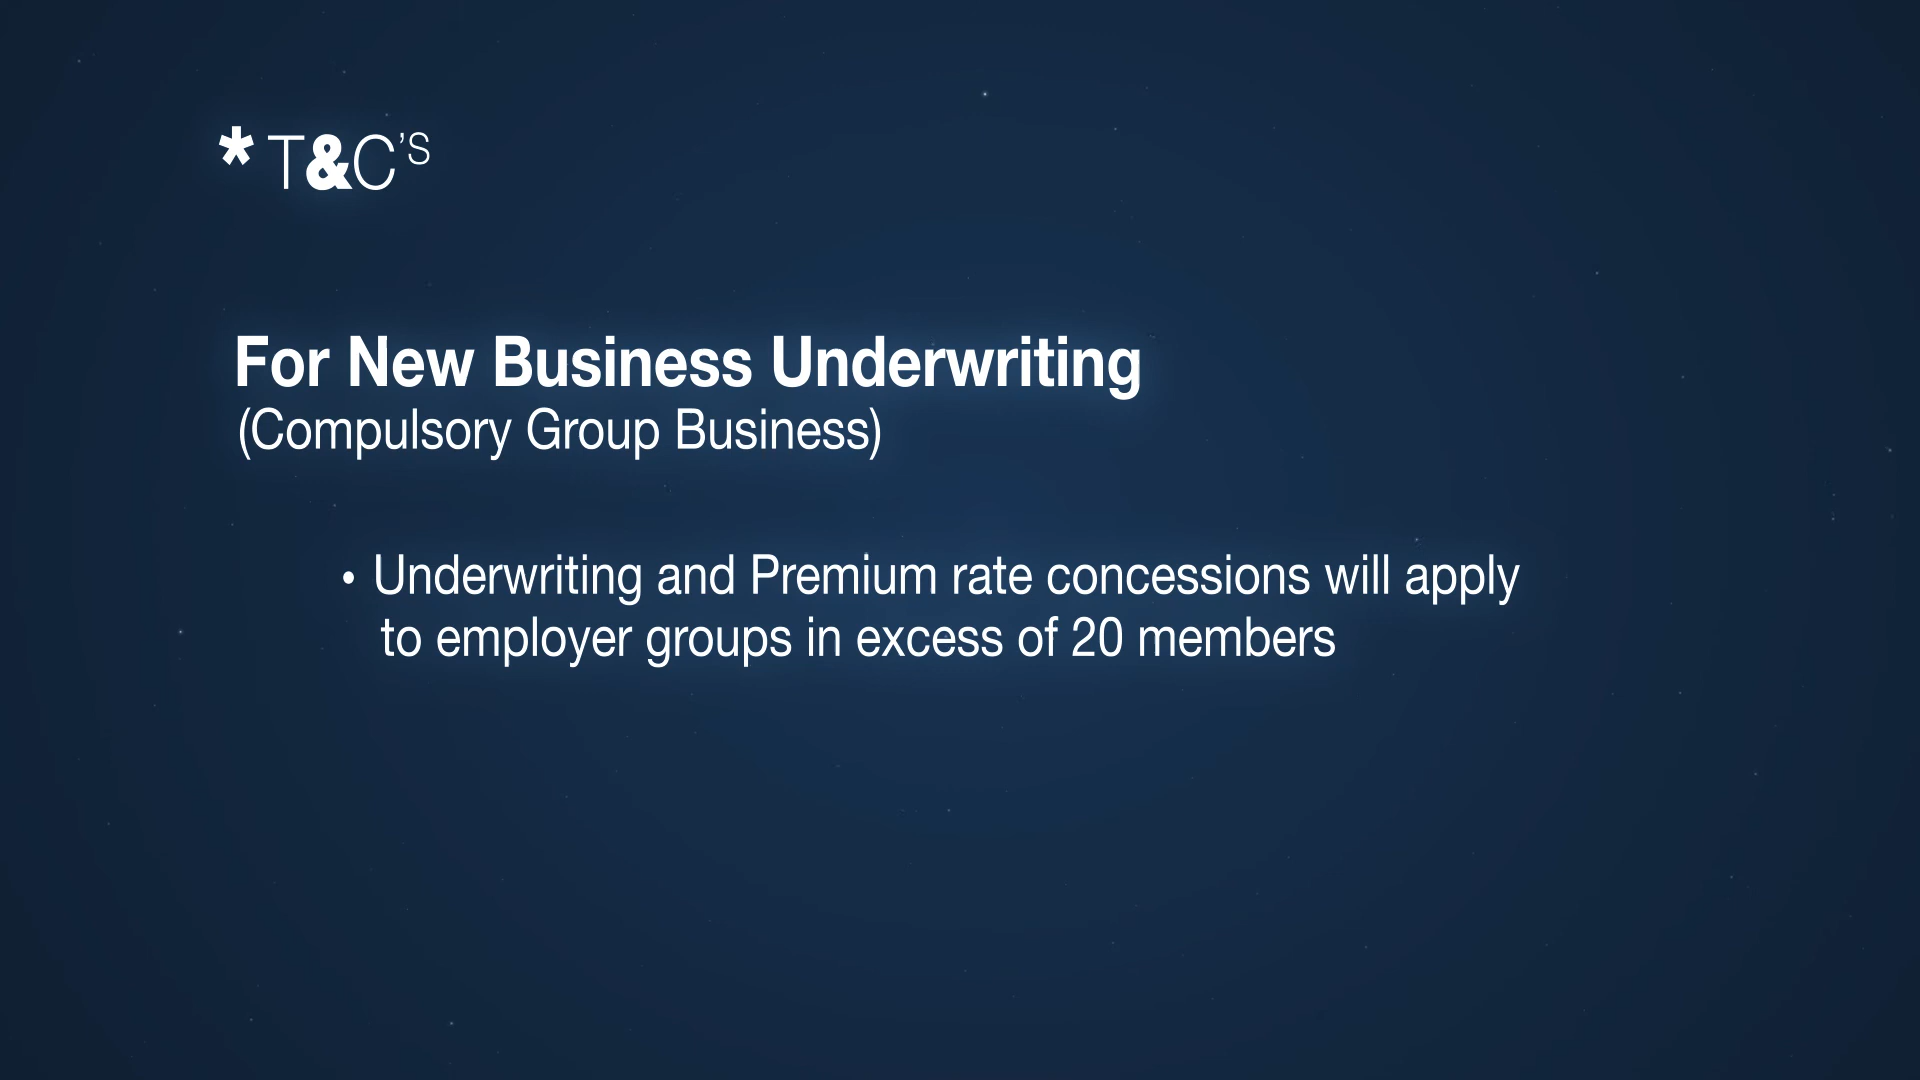 * T&C'S
For New Business Underwriting
(Compulsory Group Business)
• Underwriting and Premium rate concessions will apply
to employer groups in excess of 20 members